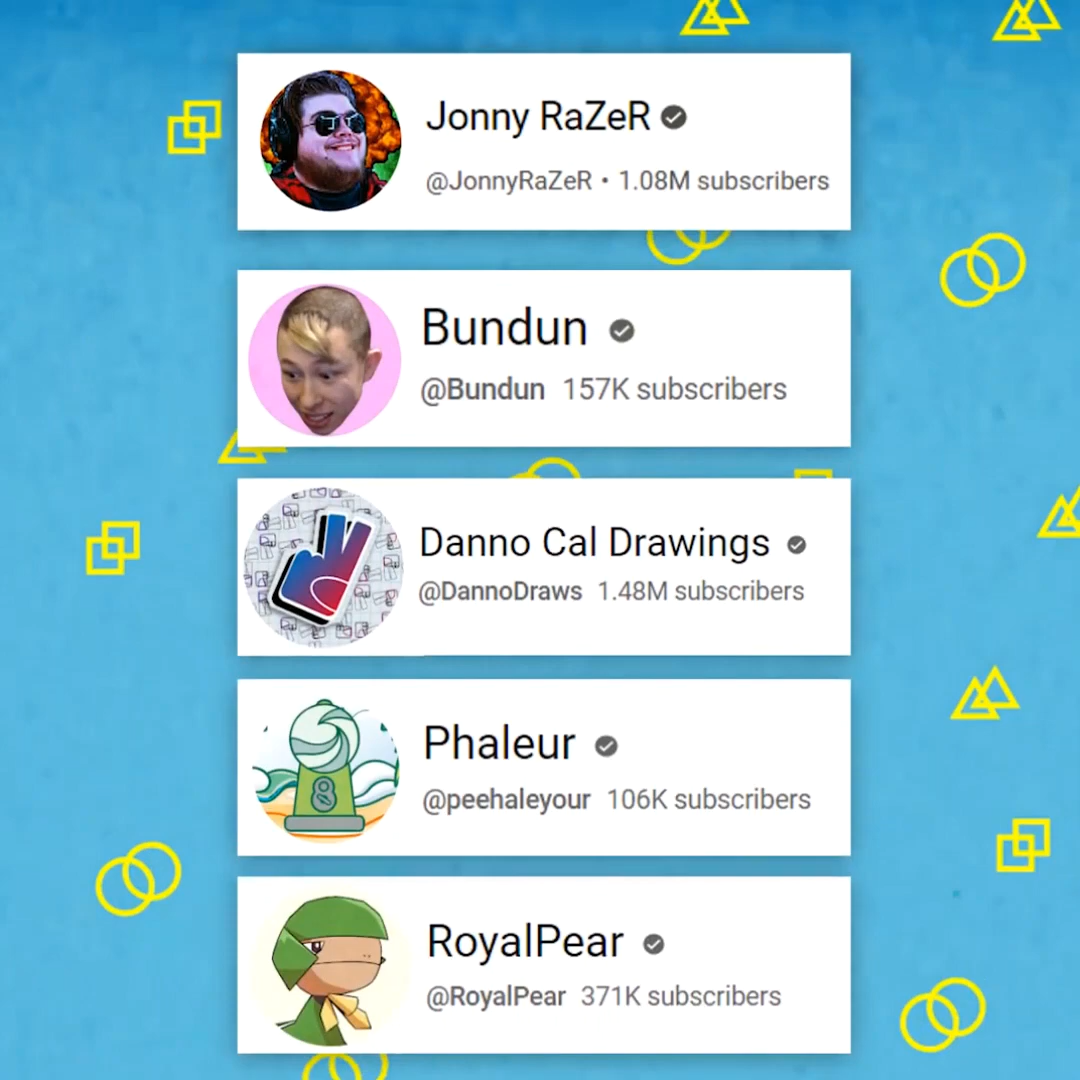 Jonny RaZeR
@JonnyRaZeR • 1.08M subscribers
Bundun
@Bundun 157K subscribers
Danno Cal Drawings
@DannoDraws 1.48M subscribers
Phaleur
8
@peehaleyour 106K subscribers
RoyalPear
@RoyalPear 371K subscribers